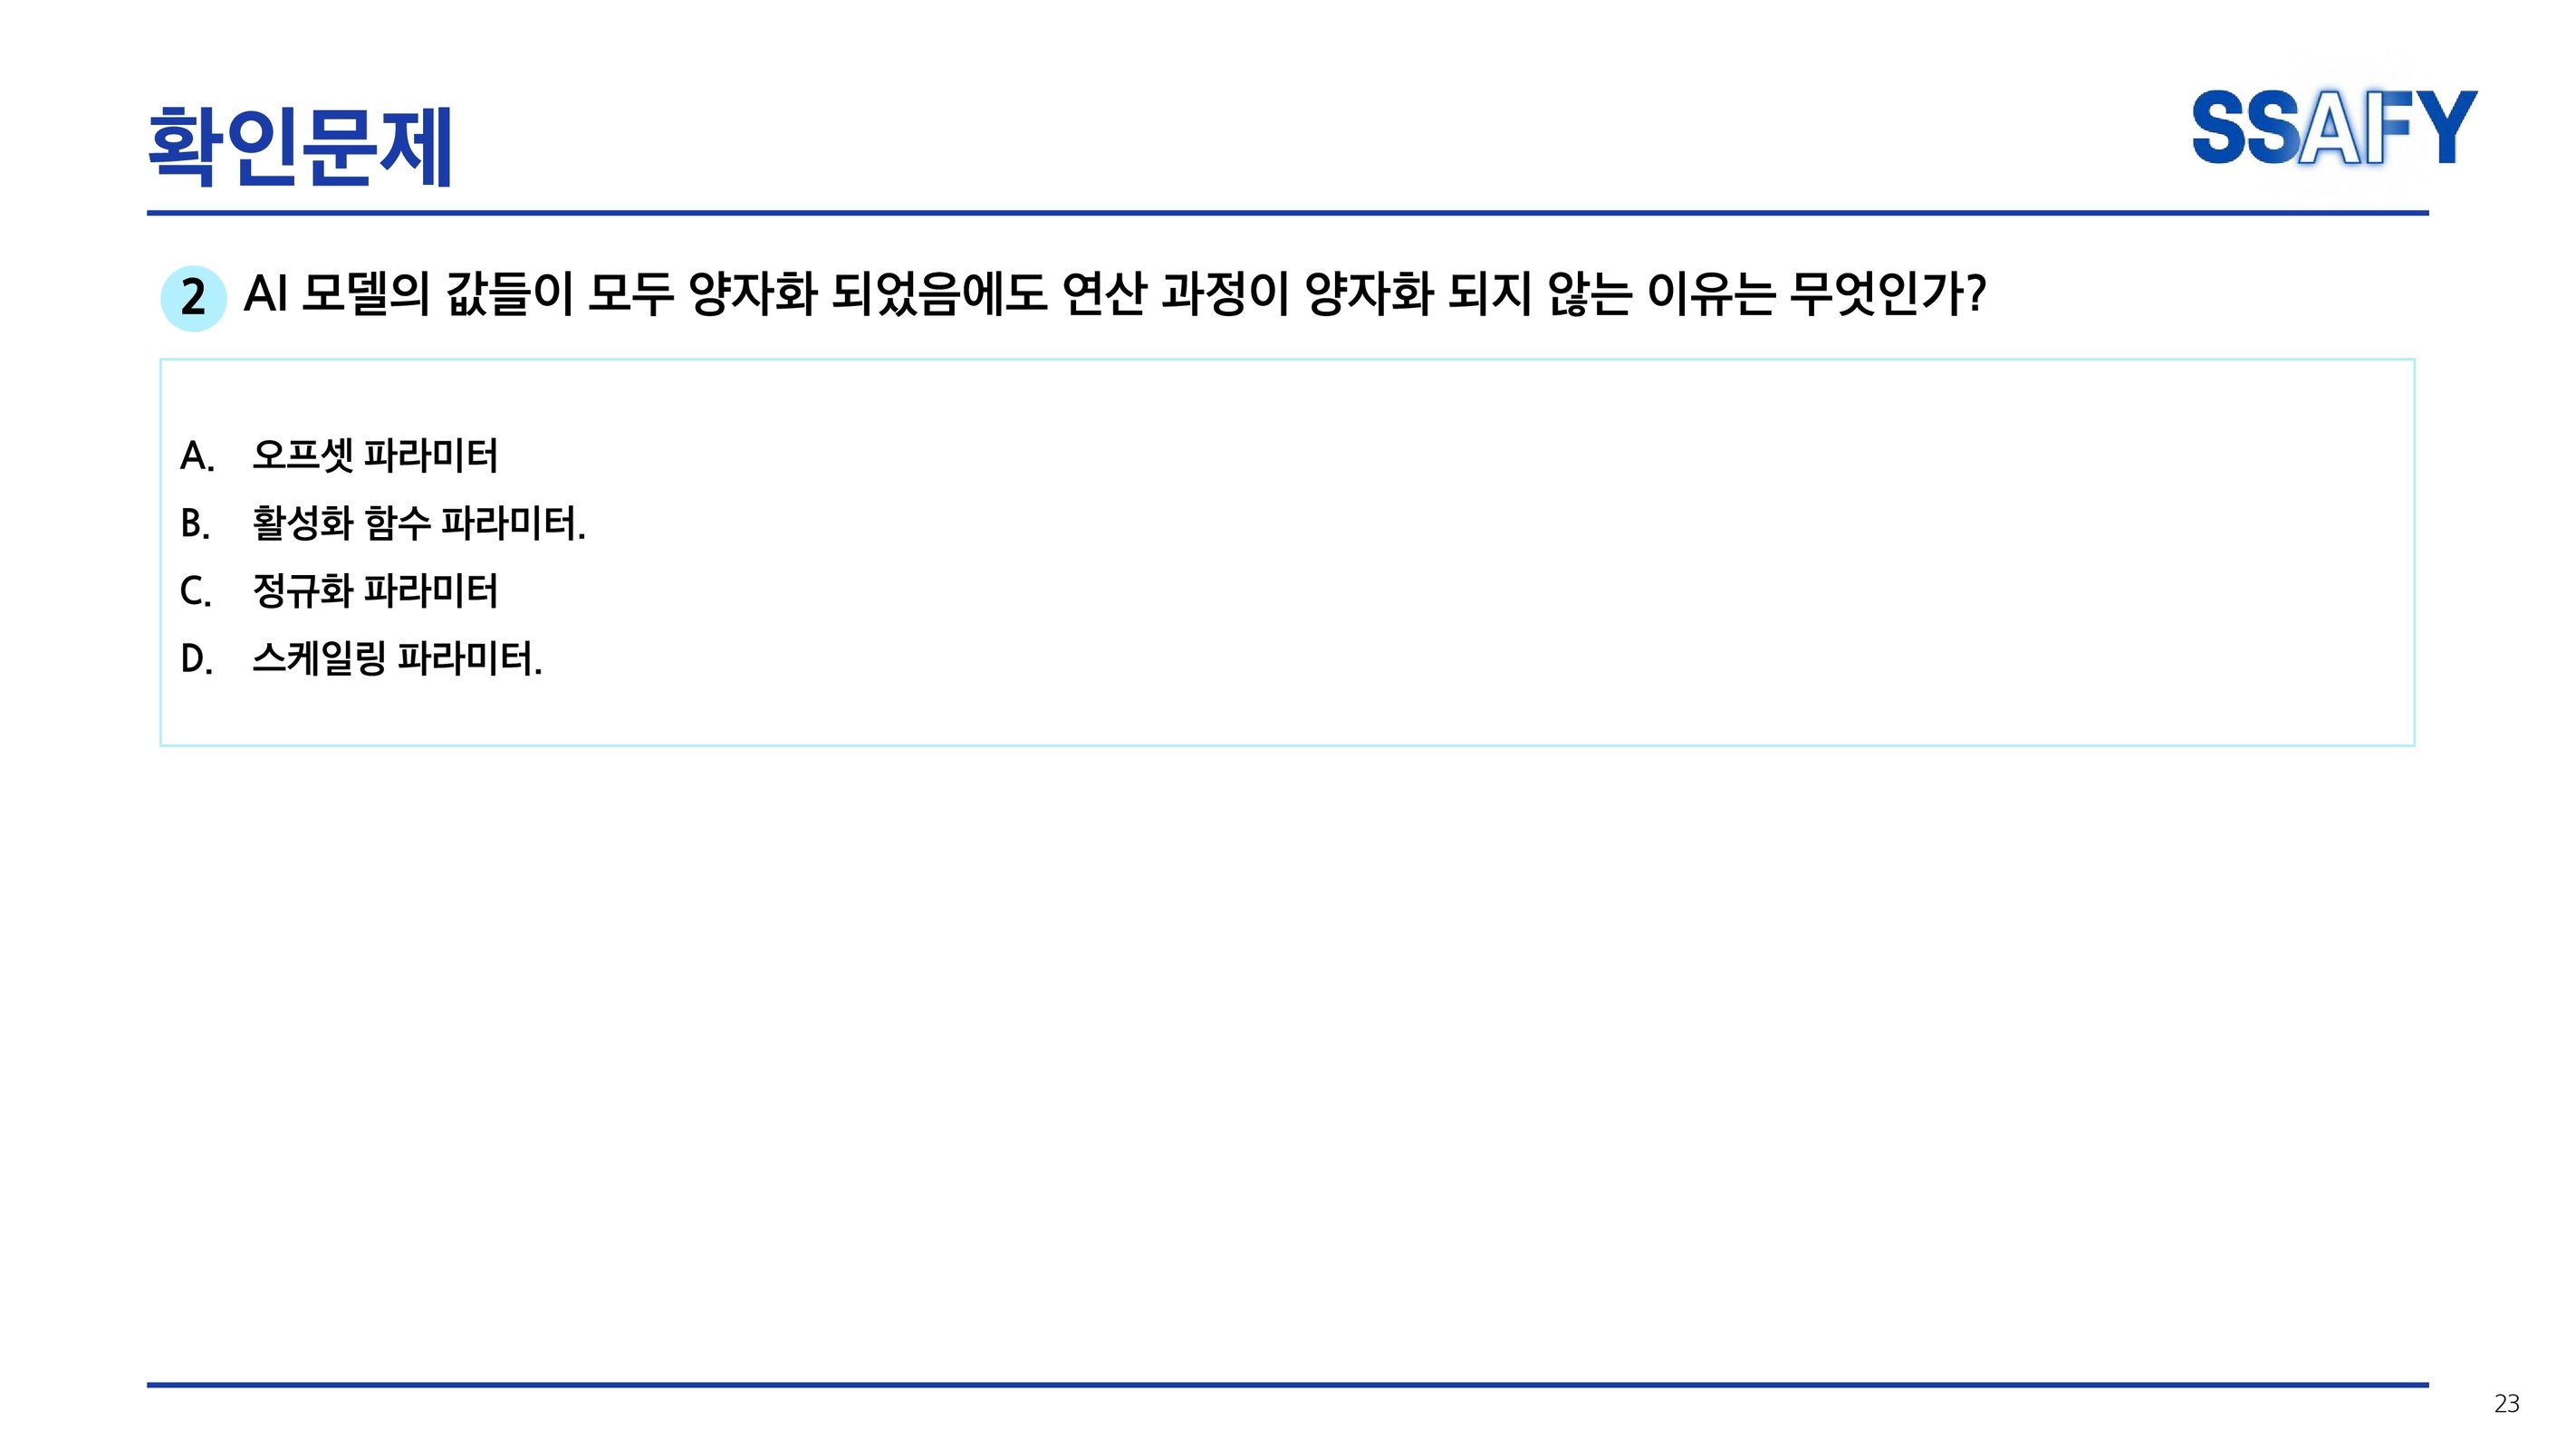 확인문제
SSAFY
2 AI 모델의 값들이 모두 양자화 되었음에도 연산 과정이 양자화 되지 않는 이유는 무엇인가?
A. 오프셋 파라미터
B. 활성화 함수 파라미터.
C. 정규화 파라미터
D. 스케일링 파라미터.
23